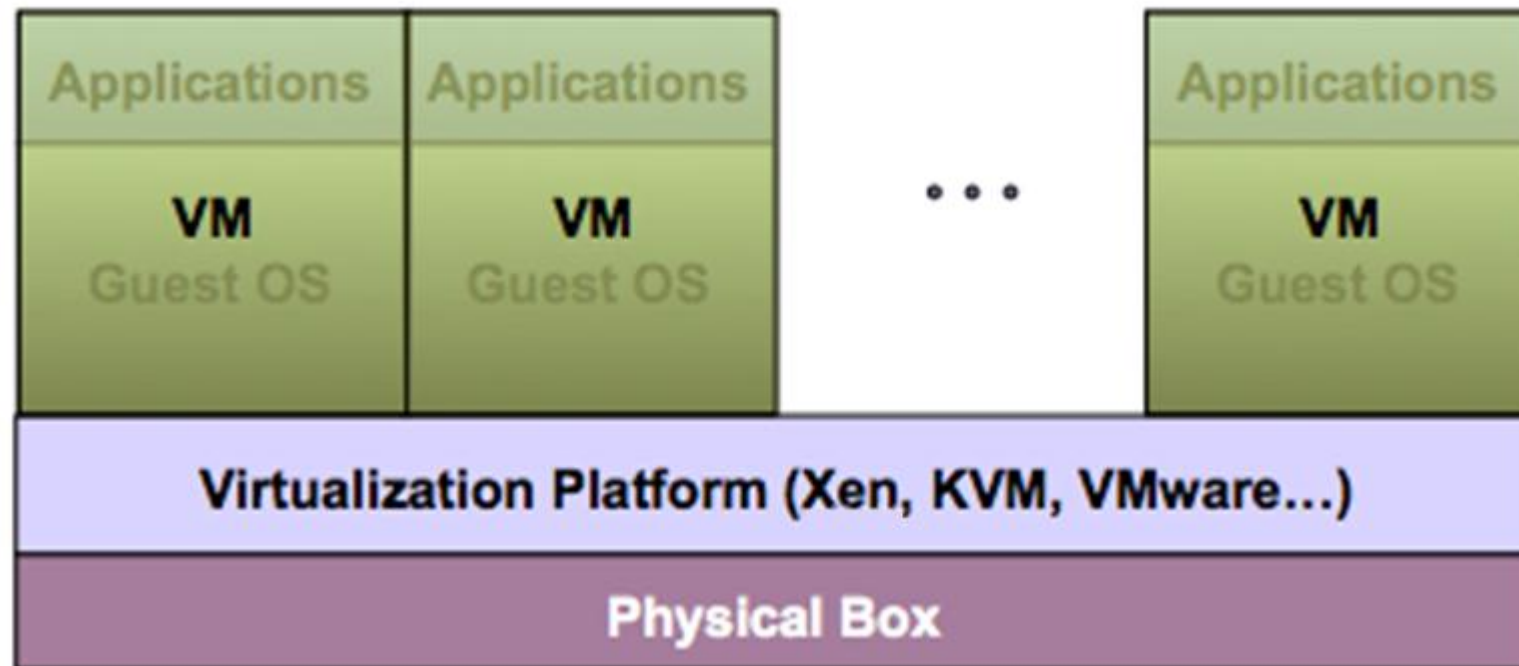 Applications Applications Applications
VM VM • • • VM
Guest OS Guest OS Guest OS
Virtualization Platform (Xen, KVM, VMware...)
Physical Box